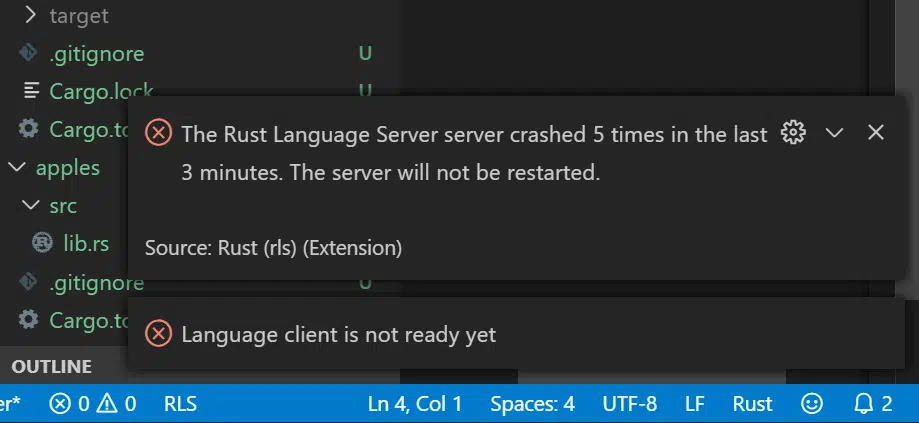 target
.gitignore U
Cargo.lock U
Cargo.to
The Rust Language Server server crashed 5 times in the last
3 minutes. The server will not be restarted.
Source: Rust (rls) (Extension)
apples
src
lib.rs
.gitignore U
Cargo.to
Language client is not ready yet
OUTLINE
er* 0 0 RLS Ln 4, Col 1 Spaces: 4 UTF-8 LF Rust 2